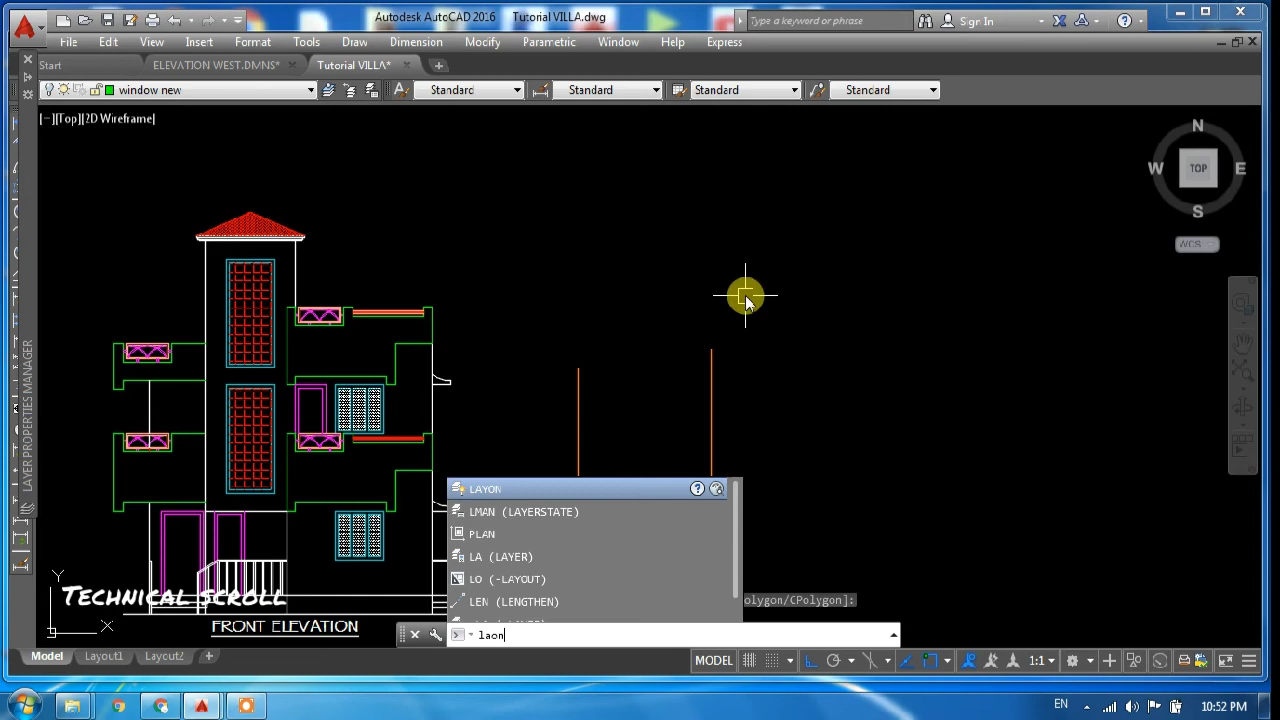 Autodesk AutoCAD 2016 Tutorial VILLA.dwg
Type a keyword or phrase
Sign In
File Edit View Insert Format Tools Draw Dimension Modify Parametric Window Help Express
Start ELEVATION WEST.DMNS* Tutorial VILLA*
window new
Standard Standard Standard Standard
[−][Top][2D Wireframe]
N
W TOP E
S
WCS
LAYER PROPERTIES MANAGER
LAYON
LMAN (LAYERSTATE)
PLAN
LA (LAYER)
LO (-LAYOUT)
LEN (LENGTHEN)
olygon/CPolygon]:
Y
X
TECHNICAL SCROLL
FRONT ELEVATION
laon
Model Layout1 Layout2
MODEL 1:1
EN 10:52 PM